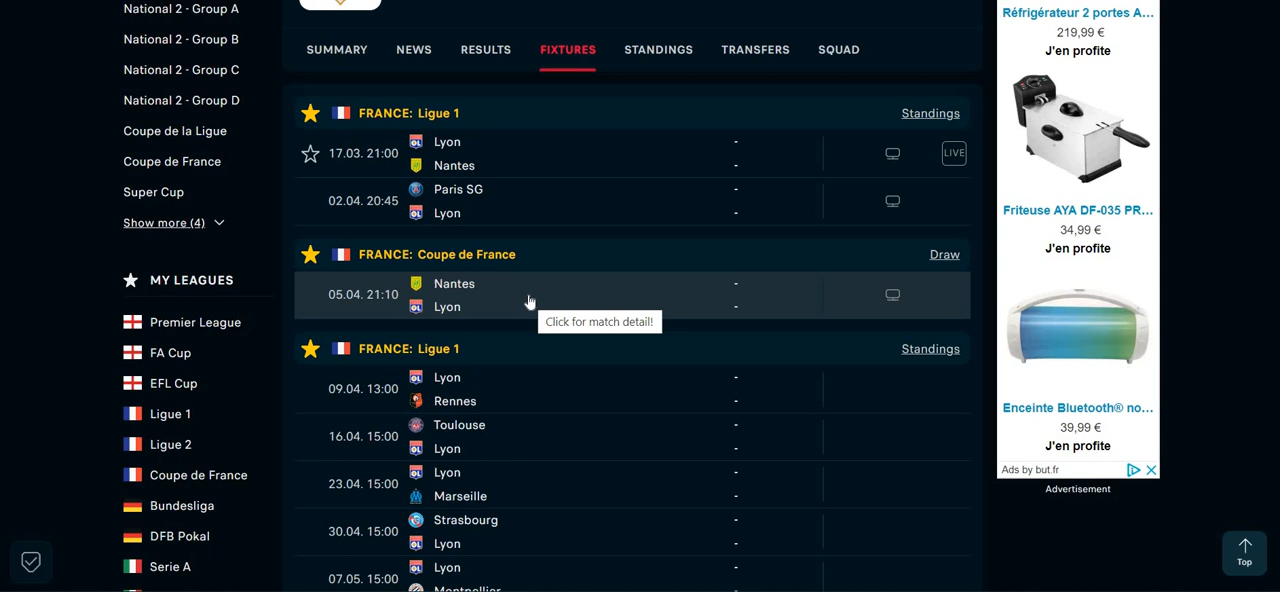 National 2 - Group A
National 2 - Group B
National 2 - Group C
National 2 - Group D
Coupe de la Ligue
Coupe de France
Super Cup
Show more (4)
MY LEAGUES
Premier League
FA Cup
EFL Cup
Ligue 1
Ligue 2
Coupe de France
Bundesliga
DFB Pokal
Serie A
SUMMARY NEWS RESULTS FIXTURES STANDINGS TRANSFERS SQUAD
FRANCE: Ligue 1 Standings
17.03. 21:00
Lyon -
Nantes -
LIVE
02.04. 20:45
Paris SG -
Lyon -
FRANCE: Coupe de France Draw
05.04. 21:10
Nantes -
Lyon -
Click for match detail!
FRANCE: Ligue 1 Standings
09.04. 13:00
Lyon -
Rennes -
16.04. 15:00
Toulouse -
Lyon -
23.04. 15:00
Lyon -
Marseille -
30.04. 15:00
Strasbourg -
Lyon -
07.05. 15:00
Lyon -
Montpellier -
Réfrigérateur 2 portes A...
219,99 €
J'en profite
Friteuse AYA DF-035 PR...
34,99 €
J'en profite
Enceinte Bluetooth® no...
39,99 €
J'en profite
Ads by but.fr
Advertisement
Top